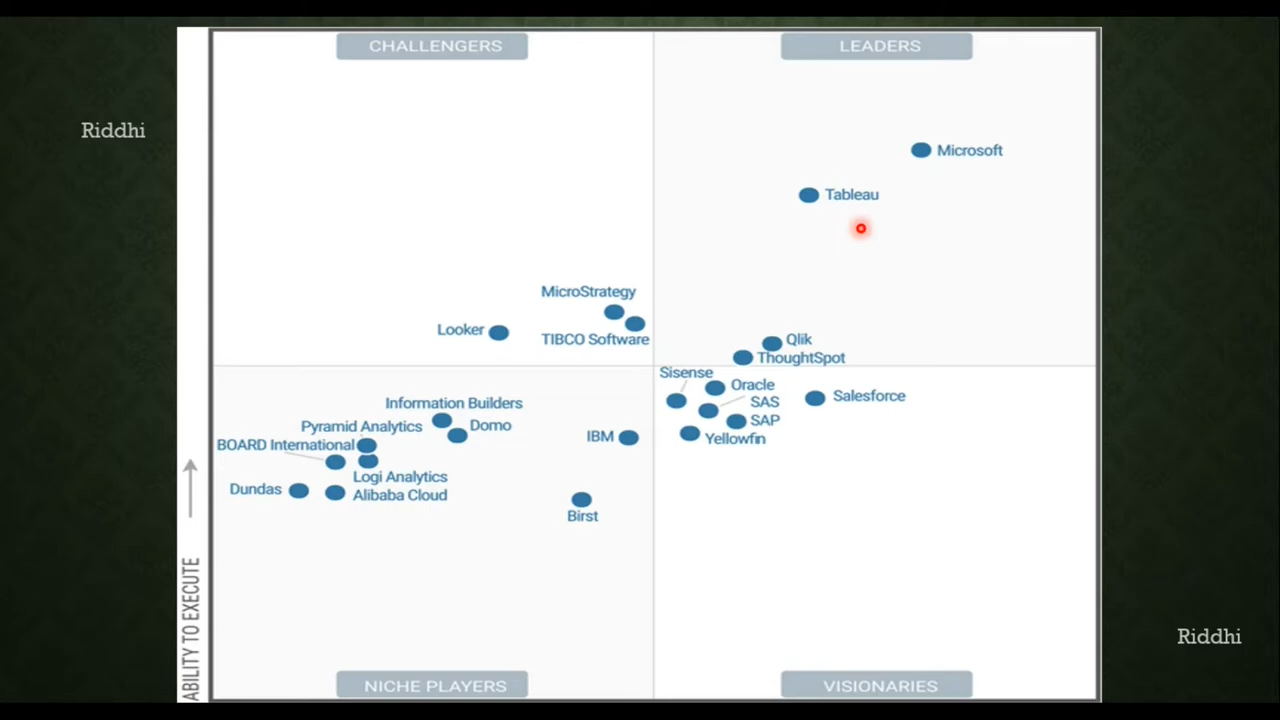 CHALLENGERS
LEADERS
Riddhi
Microsoft
Tableau
MicroStrategy
Looker
TIBCO Software
Qlik
ThoughtSpot
Sisense
Oracle
Salesforce
SAS
Information Builders
SAP
Pyramid Analytics
Domo
IBM
Yellowfin
BOARD International
Logi Analytics
Dundas
Alibaba Cloud
Birst
ABILITY TO EXECUTE
Riddhi
NICHE PLAYERS
VISIONARIES